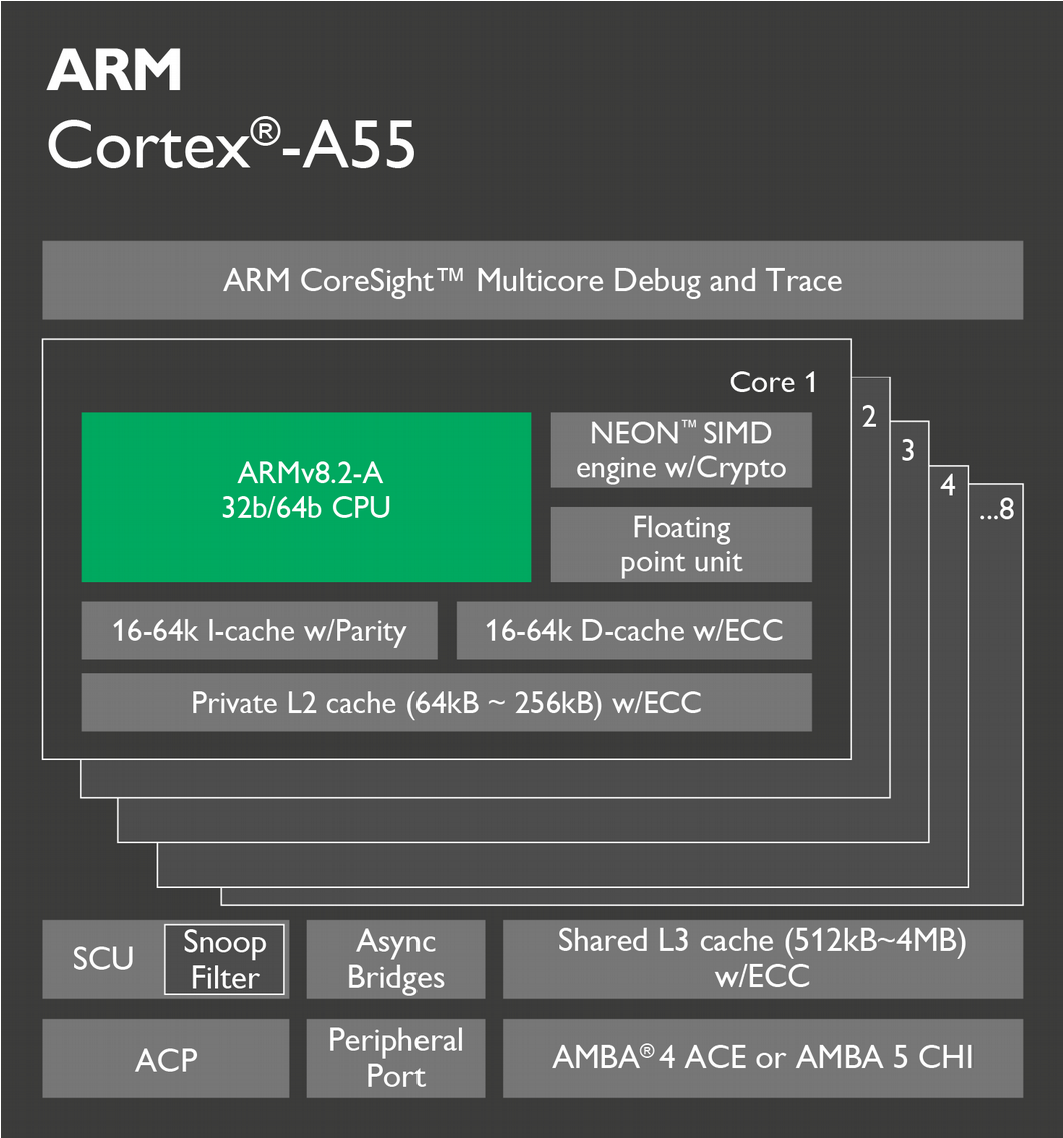 ARM
Cortex®-A55
ARM CoreSight™ Multicore Debug and Trace
Core 1
2
3
4
...8
ARMv8.2-A
32b/64b CPU
NEON™ SIMD
engine w/Crypto
Floating
point unit
16-64k I-cache w/Parity
16-64k D-cache w/ECC
Private L2 cache (64kB ~ 256kB) w/ECC
SCU
Snoop
Filter
Async
Bridges
Shared L3 cache (512kB~4MB)
w/ECC
ACP
Peripheral
Port
AMBA® 4 ACE or AMBA 5 CHI